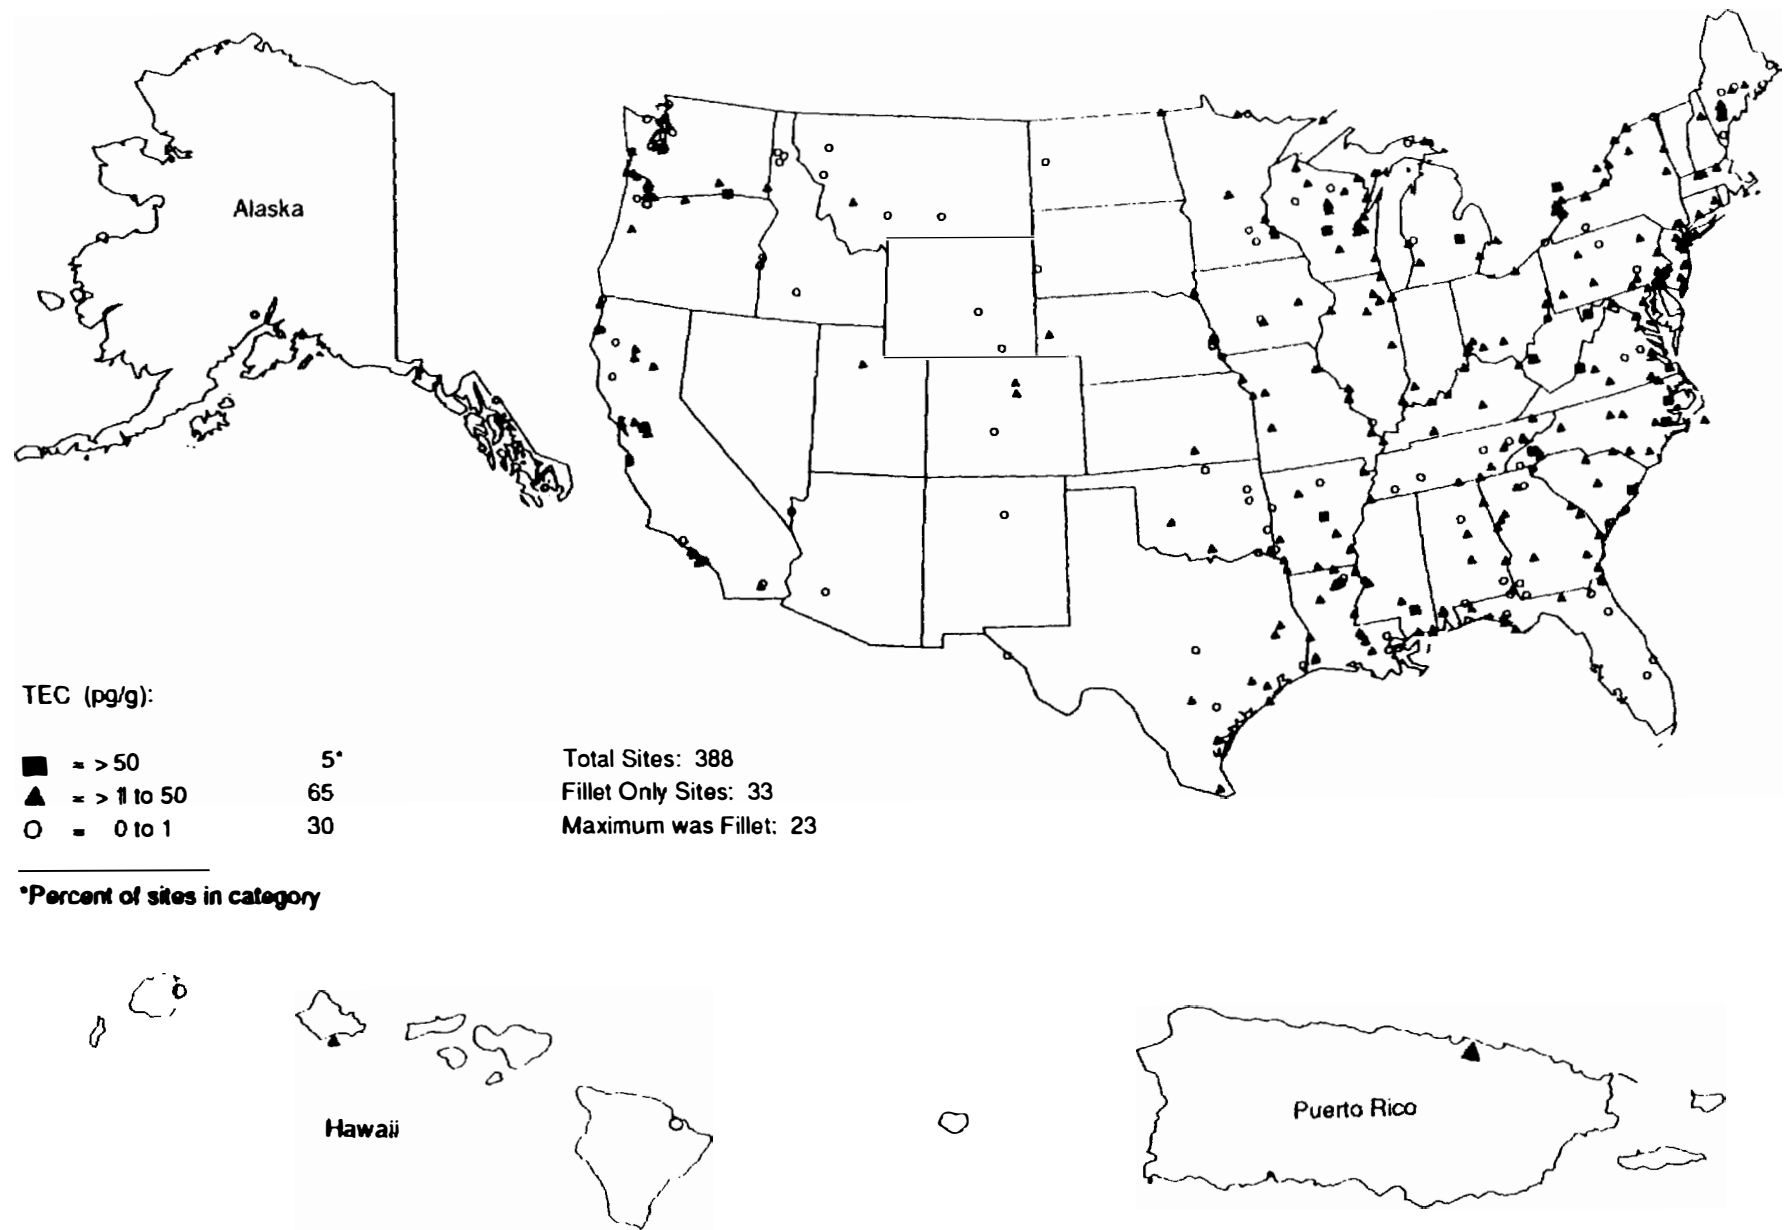 Alaska
TEC (pg/g):
■ = > 50 5*
▲ = > 1 to 50 65
○ = 0 to 1 30
Total Sites: 388
Fillet Only Sites: 33
Maximum was Fillet: 23
*Percent of sites in category
Hawaii
Puerto Rico